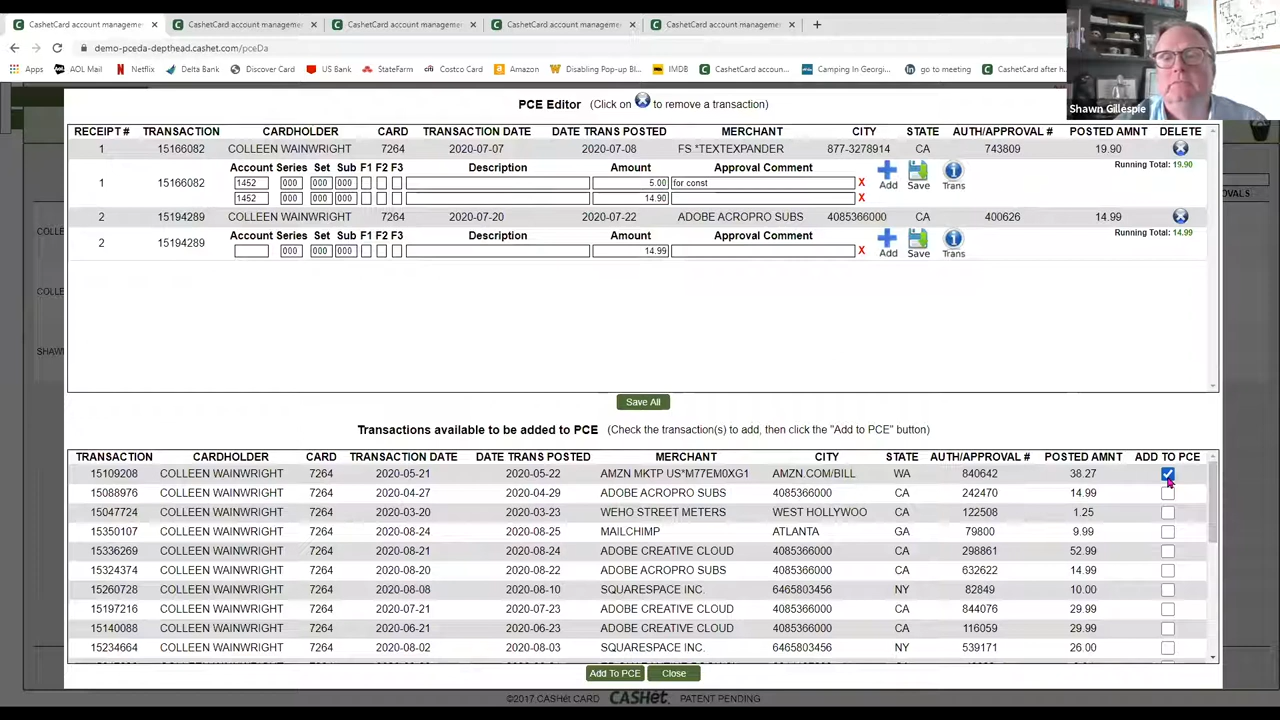 CashetCard account management
CashetCard account management
CashetCard account management
CashetCard account management
CashetCard account management
demo-pceda-depthead.cashet.com/pceDa
Apps AOL Mail Netflix Delta Bank Discover Card US Bank StateFarm Costco Card Amazon Disabling Pop-up Bl... IMDB CashetCard accoun... Camping In Georgi... go to meeting CashetCard after h...
Shawn Gillespie
PCE Editor (Click on to remove a transaction)
RECEIPT # TRANSACTION CARDHOLDER CARD TRANSACTION DATE DATE TRANS POSTED MERCHANT CITY STATE AUTH/APPROVAL # POSTED AMNT DELETE
1 15166082 COLLEEN WAINWRIGHT 7264 2020-07-07 2020-07-08 FS *TEXTEXPANDER 877-3278914 CA 743809 19.90
Account Series Set Sub F1 F2 F3 Description Amount Approval Comment Running Total: 19.90
1 15166082 1452 000 000 000 5.00 for const X Add Save Trans
1452 000 000 000 14.90 X
2 15194289 COLLEEN WAINWRIGHT 7264 2020-07-20 2020-07-22 ADOBE ACROPRO SUBS 4085366000 CA 400626 14.99
Account Series Set Sub F1 F2 F3 Description Amount Approval Comment Running Total: 14.99
2 15194289 000 000 000 14.99 X Add Save Trans
COLLE
COLLE
SHAWN
OVALS
Save All
Transactions available to be added to PCE (Check the transaction(s) to add, then click the "Add to PCE" button)
TRANSACTION CARDHOLDER CARD TRANSACTION DATE DATE TRANS POSTED MERCHANT CITY STATE AUTH/APPROVAL # POSTED AMNT ADD TO PCE
15109208 COLLEEN WAINWRIGHT 7264 2020-05-21 2020-05-22 AMZN MKTP US*M77EM0XG1 AMZN.COM/BILL WA 840642 38.27
15088976 COLLEEN WAINWRIGHT 7264 2020-04-27 2020-04-29 ADOBE ACROPRO SUBS 4085366000 CA 242470 14.99
15047724 COLLEEN WAINWRIGHT 7264 2020-03-20 2020-03-23 WEHO STREET METERS WEST HOLLYWOO CA 122508 1.25
15350107 COLLEEN WAINWRIGHT 7264 2020-08-24 2020-08-25 MAILCHIMP ATLANTA GA 79800 9.99
15336269 COLLEEN WAINWRIGHT 7264 2020-08-21 2020-08-24 ADOBE CREATIVE CLOUD 4085366000 CA 298861 52.99
15324374 COLLEEN WAINWRIGHT 7264 2020-08-20 2020-08-22 ADOBE ACROPRO SUBS 4085366000 CA 632622 14.99
15260728 COLLEEN WAINWRIGHT 7264 2020-08-08 2020-08-10 SQUARESPACE INC. 6465803456 NY 82849 10.00
15197216 COLLEEN WAINWRIGHT 7264 2020-07-21 2020-07-23 ADOBE CREATIVE CLOUD 4085366000 CA 844076 29.99
15140088 COLLEEN WAINWRIGHT 7264 2020-06-21 2020-06-23 ADOBE CREATIVE CLOUD 4085366000 CA 116059 29.99
15234664 COLLEEN WAINWRIGHT 7264 2020-08-02 2020-08-03 SQUARESPACE INC. 6465803456 NY 539171 26.00
Add To PCE Close
©2017 CASHét CARD CASHét. PATENT PENDING